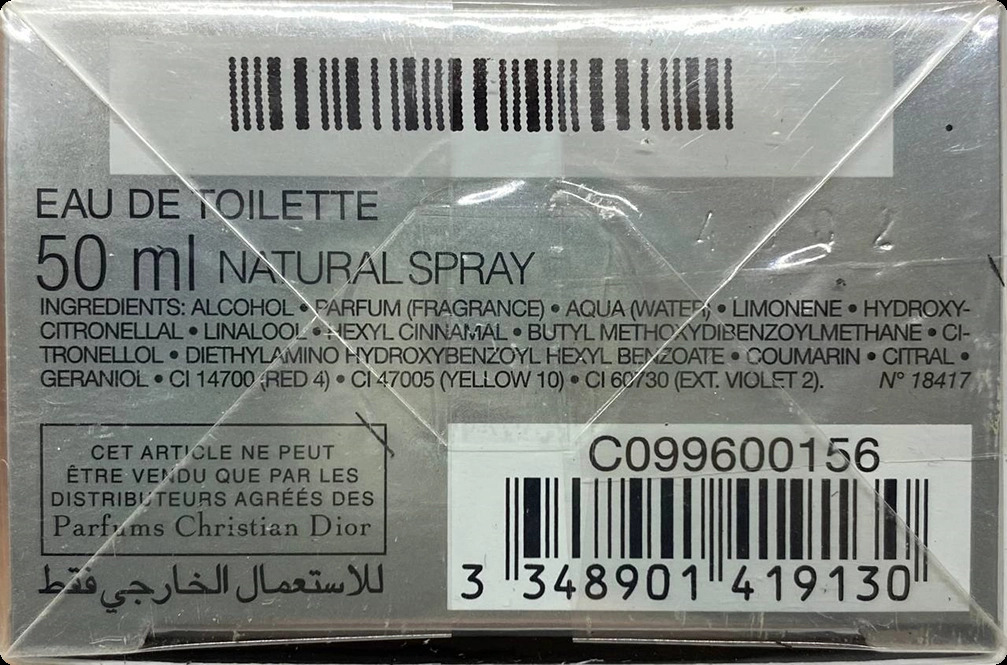 EAU DE TOILETTE
50 ml NATURAL SPRAY
INGREDIENTS: ALCOHOL • PARFUM (FRAGRANCE) • AQUA (WATER) • LIMONENE • HYDROXY-
CITRONELLAL • LINALOOL • HEXYL CINNAMAL • BUTYL METHOXYDIBENZOYLMETHANE • CI-
TRONELLOL • DIETHYLAMINO HYDROXYBENZOYL HEXYL BENZOATE • COUMARIN • CITRAL •
GERANIOL • CI 14700 (RED 4) • CI 47005 (YELLOW 10) • CI 60730 (EXT. VIOLET 2). N° 18417
CET ARTICLE NE PEUT
ÊTRE VENDU QUE PAR LES
DISTRIBUTEURS AGRÉÉS DES
Parfums Christian Dior
للاستعمال الخارجي فقط
C099600156
3 348901 419130